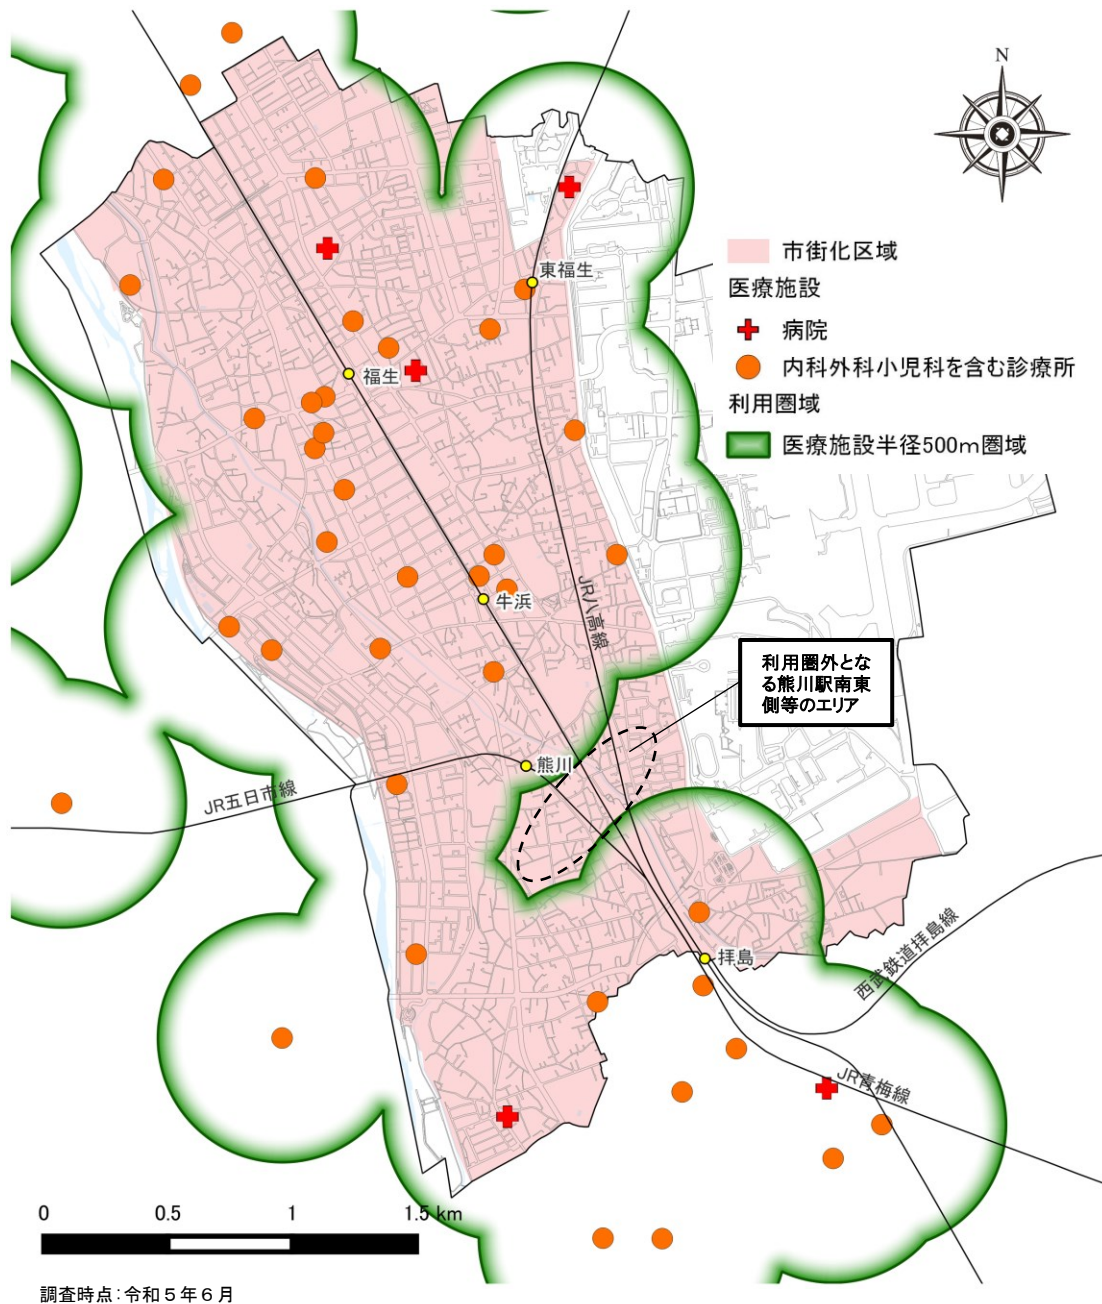 N
市街化区域
医療施設
病院
内科外科小児科を含む診療所
利用圏域
医療施設半径500m圏域
東福生
福生
牛浜
JR八高線
利用圏外とな
る熊川駅南東
側等のエリア
熊川
JR五日市線
拝島
西武鉄道拝島線
JR青梅線
0 0.5 1 1.5 km
調査時点:令和5年6月